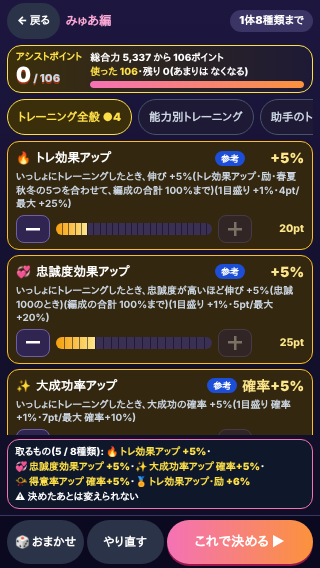 ← 戻る
みゅあ編
1体8種類まで
アシストポイント
0 / 106
総合力 5,337 から 106ポイント
使った 106・残り 0(あまりは なくなる)
トレーニング全般 ●4
能力別トレーニング
助手のト
🔥 トレ効果アップ 参考 +5%
いっしょにトレーニングしたとき、伸び +5%(トレ効果アップ・励・春夏
秋冬の5つを合わせて、編成の合計 100%まで)(1目盛り +1%・4pt/
最大 +25%)
− + 20pt
💞 忠誠度効果アップ 参考 +5%
いっしょにトレーニングしたとき、忠誠度が高いほど伸び +5%(忠誠
100のとき)(編成の合計 100%まで)(1目盛り +1%・5pt/最大
+20%)
− + 25pt
✨ 大成功率アップ 参考 確率+5%
いっしょにトレーニングしたとき、大成功の確率 +5%(1目盛り 確率
+1%・7pt/最大 確率+10%)
取るもの(5 / 8種類): 🔥 トレ効果アップ +5%・
💞 忠誠度効果アップ +5%・✨ 大成功率アップ 確率+5%・
得意率アップ 確率+5%・🏅 トレ効果アップ・励 +6%
⚠ 決めたあとは変えられない
🎲 おまかせ
やり直す
これで決める ▶